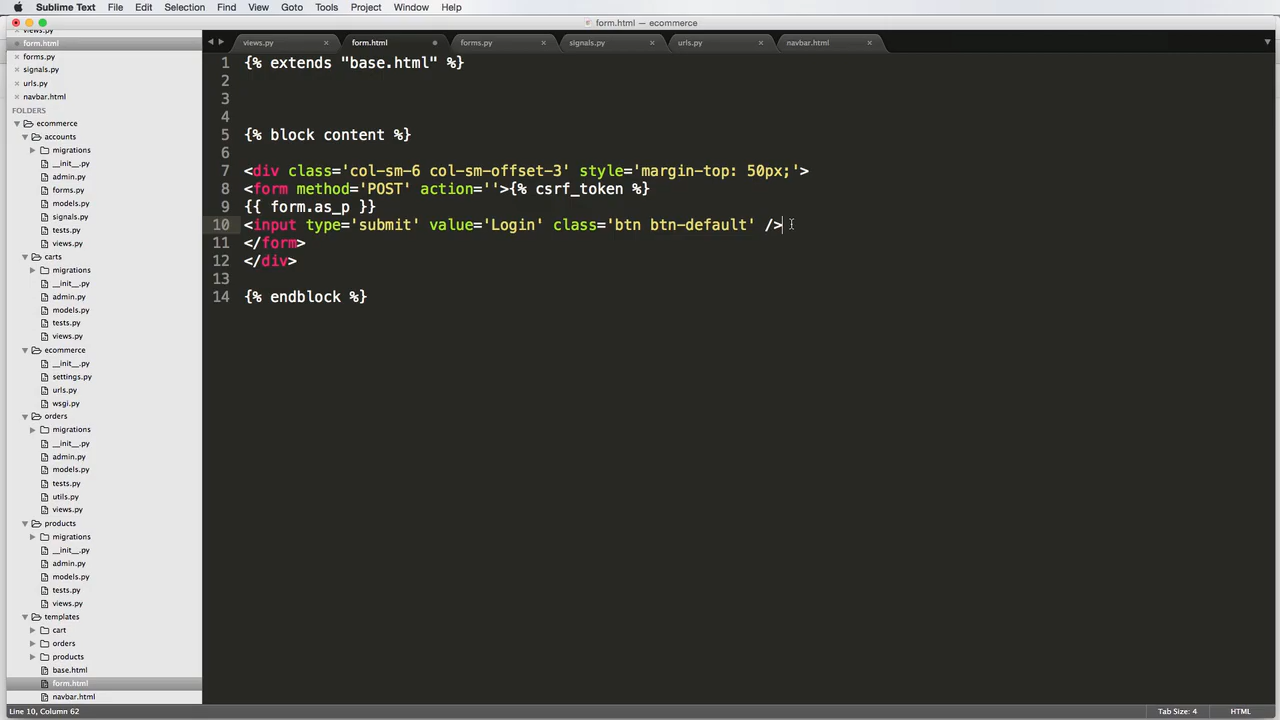 Sublime Text File Edit Selection Find View Goto Tools Project Window Help
form.html — ecommerce
views.py
form.html
forms.py
signals.py
urls.py
navbar.html
FOLDERS
ecommerce
accounts
migrations
__init__.py
admin.py
forms.py
models.py
signals.py
tests.py
views.py
carts
migrations
__init__.py
admin.py
models.py
tests.py
views.py
ecommerce
__init__.py
settings.py
urls.py
wsgi.py
orders
migrations
__init__.py
admin.py
models.py
tests.py
utils.py
views.py
products
migrations
__init__.py
admin.py
models.py
tests.py
views.py
templates
cart
orders
products
base.html
form.html
navbar.html
views.py form.html forms.py signals.py urls.py navbar.html
1 {% extends "base.html" %}
2
3
4
5 {% block content %}
6
7 <div class='col-sm-6 col-sm-offset-3' style='margin-top: 50px;'>
8 <form method='POST' action=''>{% csrf_token %}
9 {{ form.as_p }}
10 <input type='submit' value='Login' class='btn btn-default' />
11 </form>
12 </div>
13
14 {% endblock %}
Line 10, Column 62 Tab Size: 4 HTML